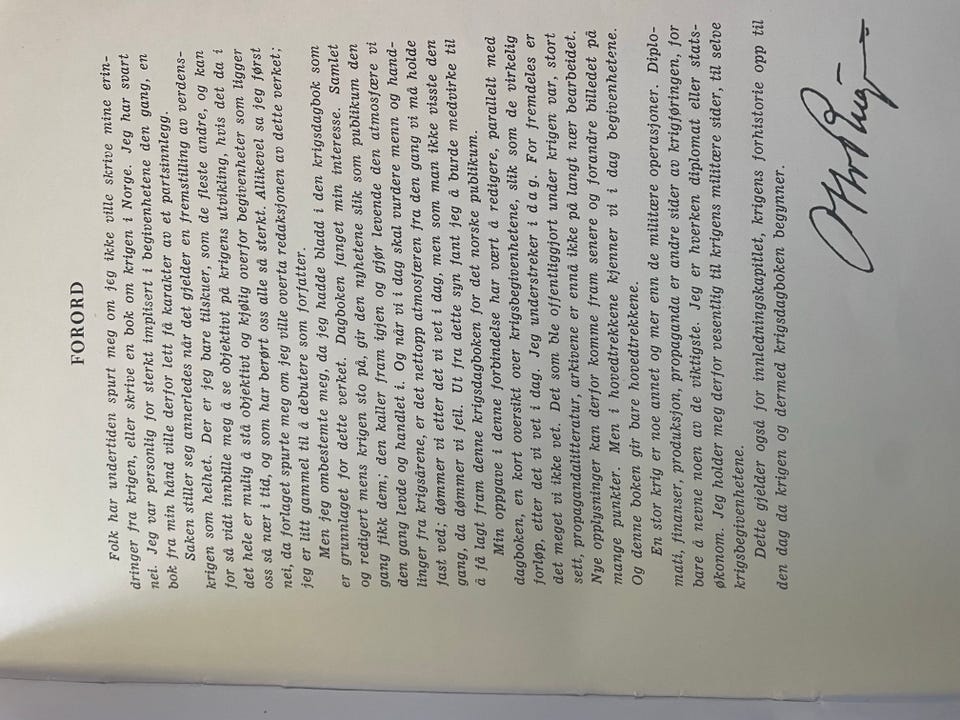 FORORD
Folk har undertiden spurt meg om jeg ikke ville skrive mine erin-
dringer fra krigen, eller skrive en bok om krigen i Norge. Jeg har svart
nei. Jeg var personlig for sterkt implisert i begivenhetene den gang, en
bok fra min hånd ville derfor lett få karakter av et partsinnlegg.
Saken stiller seg annerledes når det gjelder en fremstilling av verdens-
krigen som helhet. Der er jeg bare tilskuer, som de fleste andre, og kan
for så vidt innbille meg å se objektivt på krigens utvikling, hvis det da i
det hele er mulig å stå objektivt og kjølig overfor begivenheter som ligger
oss så nær i tid, og som har berørt oss alle så sterkt. Allikevel sa jeg først
nei, da forlaget spurte meg om jeg ville overta redaksjonen av dette verket;
jeg er litt gammel til å debutere som forfatter.
Men jeg ombestemte meg, da jeg hadde bladd i den krigsdagbok som
er grunnlaget for dette verket. Dagboken fanget min interesse. Samlet
og redigert mens krigen sto på, gir den nyhetene slik som publikum den
gang fikk dem; den kaller fram igjen og gjør levende den atmosfære vi
den gang levde og handlet i. Og når vi i dag skal vurdere menn og hand-
linger fra krigsårene, er det nettopp atmosfæren fra den gang vi må holde
fast ved; dømmer vi etter det vi vet i dag, men som man ikke visste den
gang, da dømmer vi feil. Ut fra dette syn fant jeg å burde medvirke til
å få lagt fram denne krigsdagboken for det norske publikum.
Min oppgave i denne forbindelse har vært å redigere, parallelt med
dagboken, en kort oversikt over krigsbegivenhetene, slik som de virkelig
forløp, etter det vi vet i dag. Jeg understreker i dag. For fremdeles er
det meget vi ikke vet. Det som ble offentliggjort under krigen var, stort
sett, propagandalitteratur, arkivene er ennå ikke på langt nær bearbeidet.
Nye opplysninger kan derfor komme fram senere og forandre billedet på
mange punkter. Men i hovedtrekkene kjenner vi i dag begivenhetene.
Og denne boken gir bare hovedtrekkene.
En stor krig er noe annet og mer enn de militære operasjoner. Diplo-
mati, finanser, produksjon, propaganda er andre sider av krigføringen, for
bare å nevne noen av de viktigste. Jeg er hverken diplomat eller stats-
økonom. Jeg holder meg derfor vesentlig til krigens militære sider, til selve
krigsbegivenhetene.
Dette gjelder også for innledningskapitlet, krigens forhistorie opp til
den dag da krigen og dermed krigsdagboken begynner.